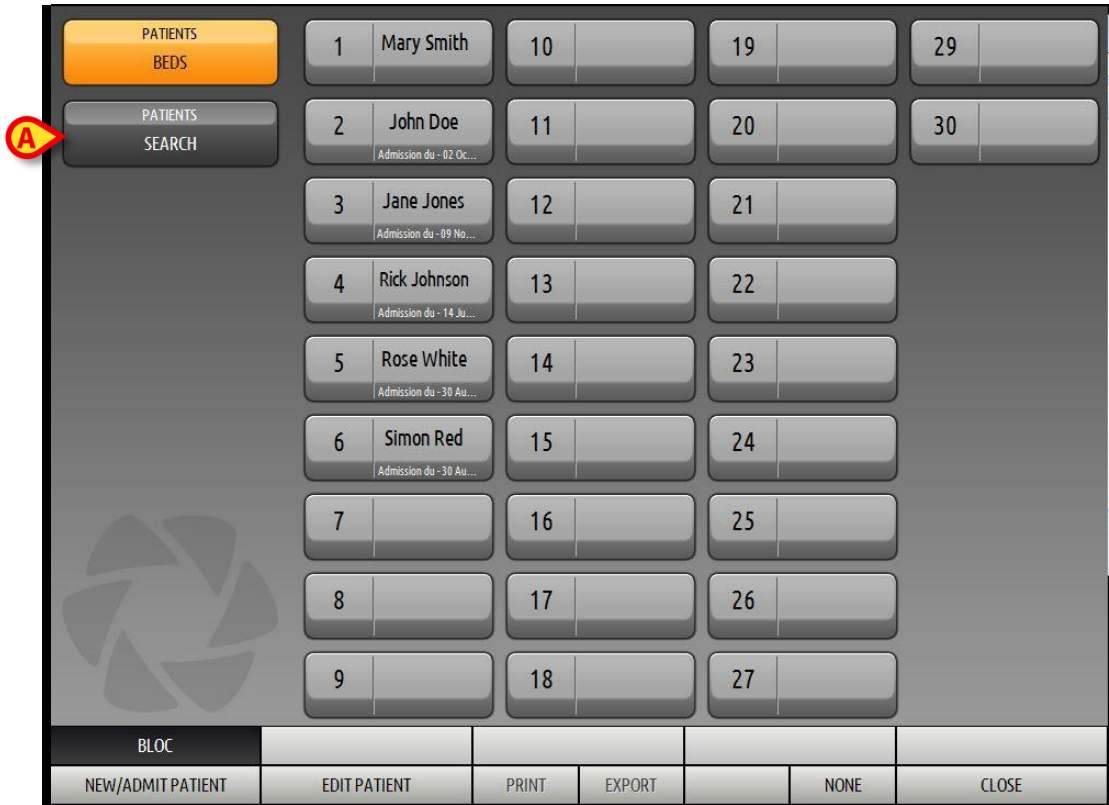 PATIENTS
BEDS
A
PATIENTS
SEARCH
1 Mary Smith
2 John Doe
Admission du - 02 Oc...
3 Jane Jones
Admission du - 09 No...
4 Rick Johnson
Admission du - 14 Ju...
5 Rose White
Admission du - 30 Au...
6 Simon Red
Admission du - 30 Au...
7
8
9
10
11
12
13
14
15
16
17
18
19
20
21
22
23
24
25
26
27
29
30
BLOC
NEW/ADMIT PATIENT EDIT PATIENT PRINT EXPORT NONE CLOSE